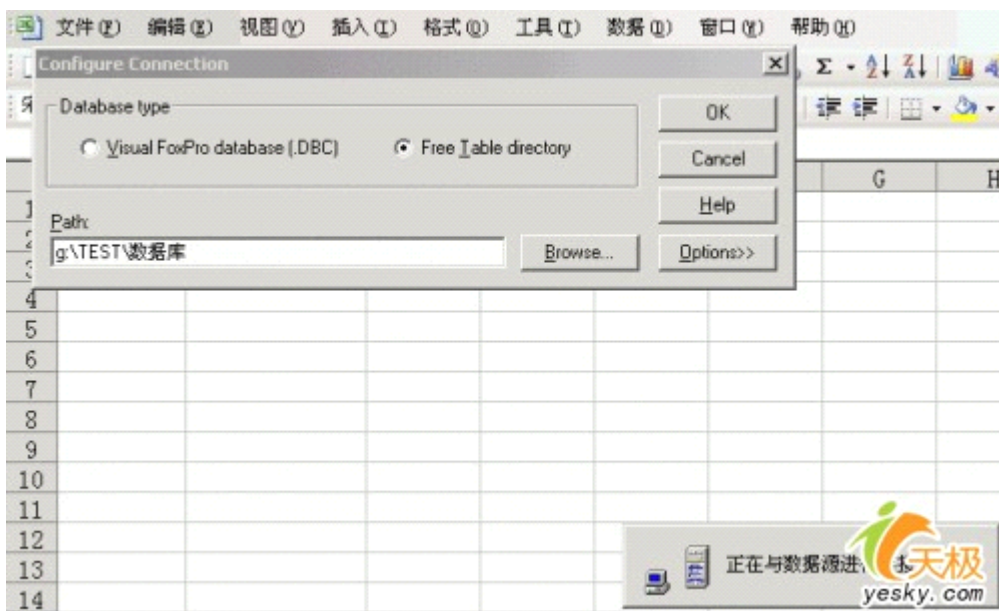 文件(F) 编辑(E) 视图(V) 插入(I) 格式(O) 工具(T) 数据(D) 窗口(W) 帮助(H)
Configure Connection
Database type
OK
Visual FoxPro database (.DBC) Free Table directory
Cancel
G H
Help
1
Path:
2
g:\TEST\数据库 Browse... Options>>
3
4
5
6
7
8
9
10
11
12
正在与数据源进
13
天极
yesky.com
14